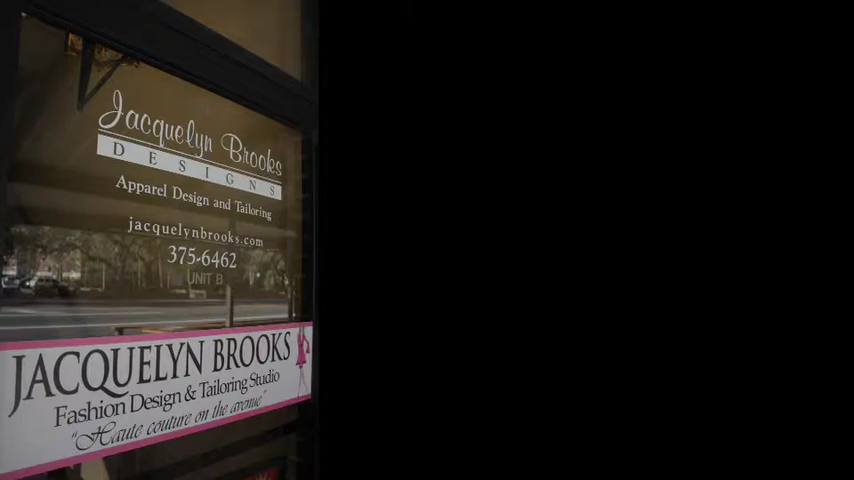 Jacquelyn Brooks
DESIGNS
Apparel Design and Tailoring
jacquelynbrooks.com
375-6462
UNIT B
JACQUELYN BROOKS
Fashion Design & Tailoring Studio
"Haute couture on the avenue"